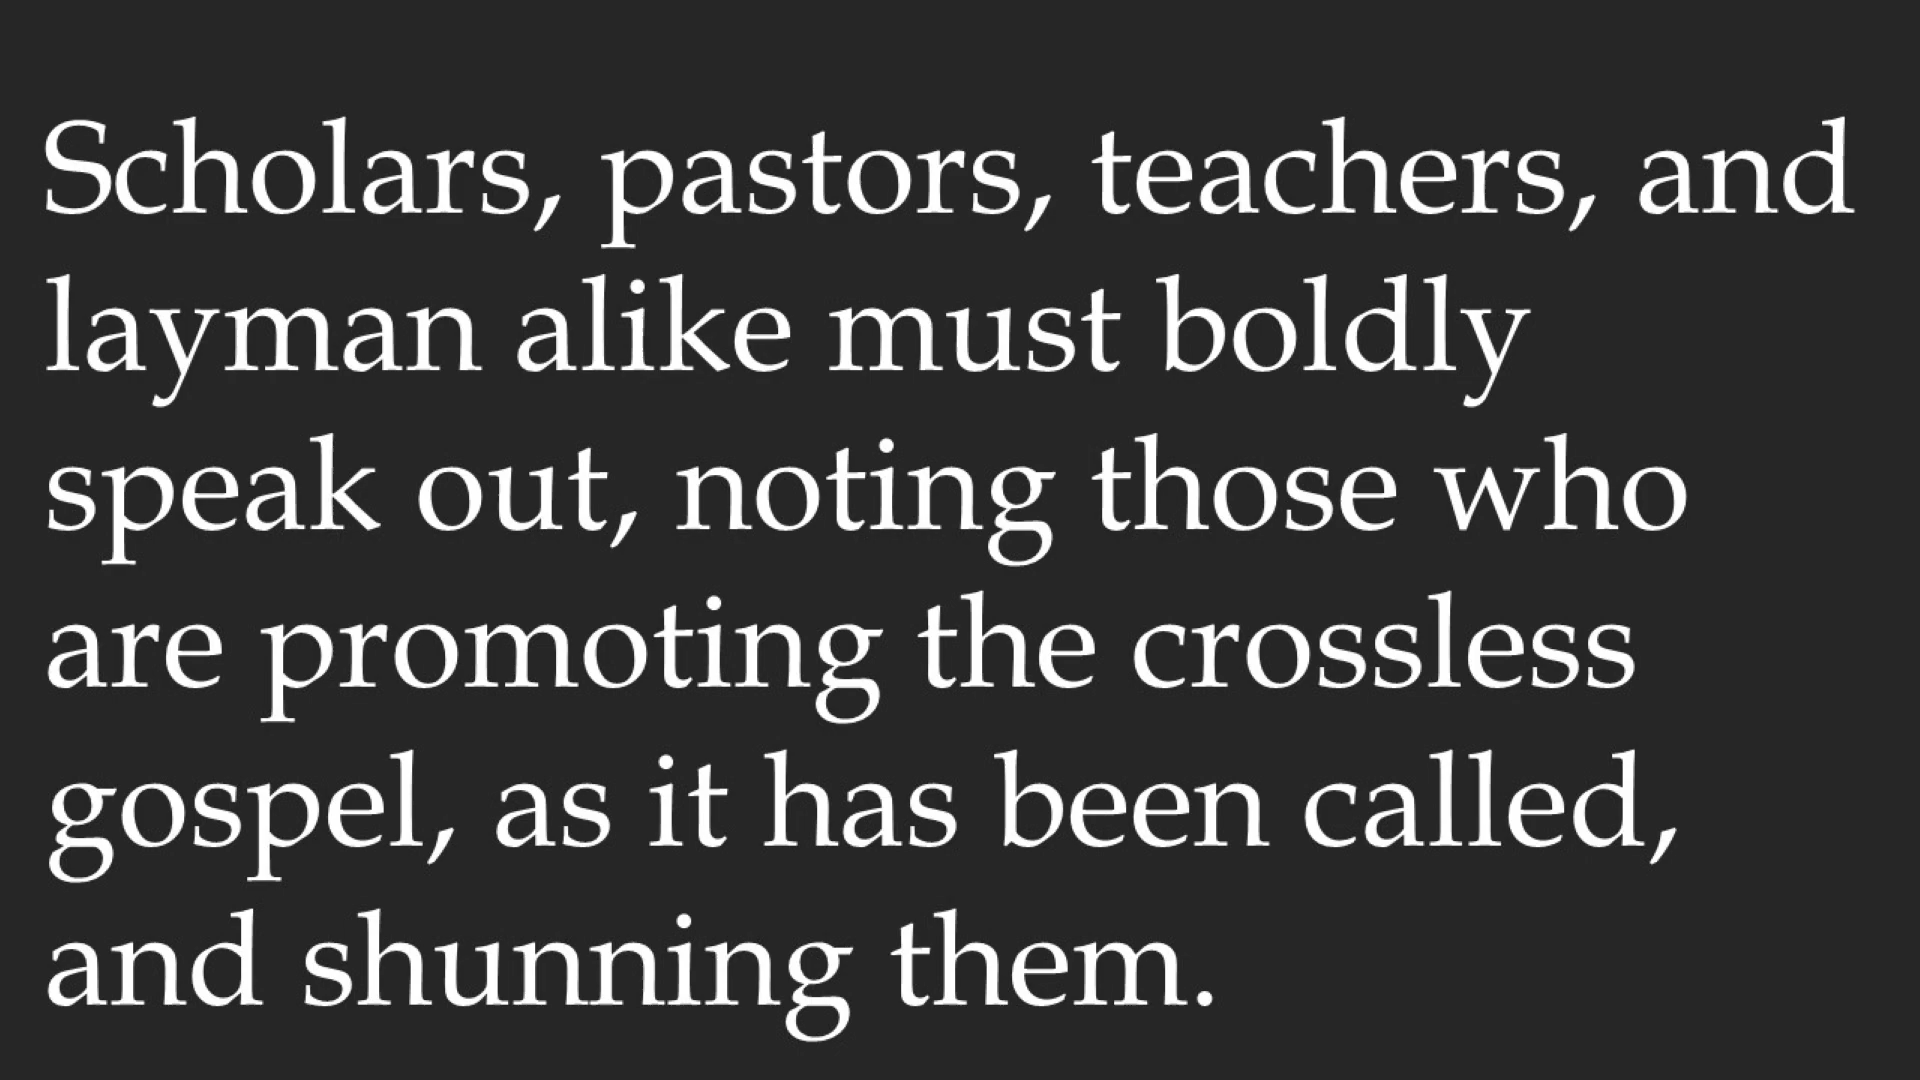 Scholars, pastors, teachers, and
layman alike must boldly
speak out, noting those who
are promoting the crossless
gospel, as it has been called,
and shunning them.